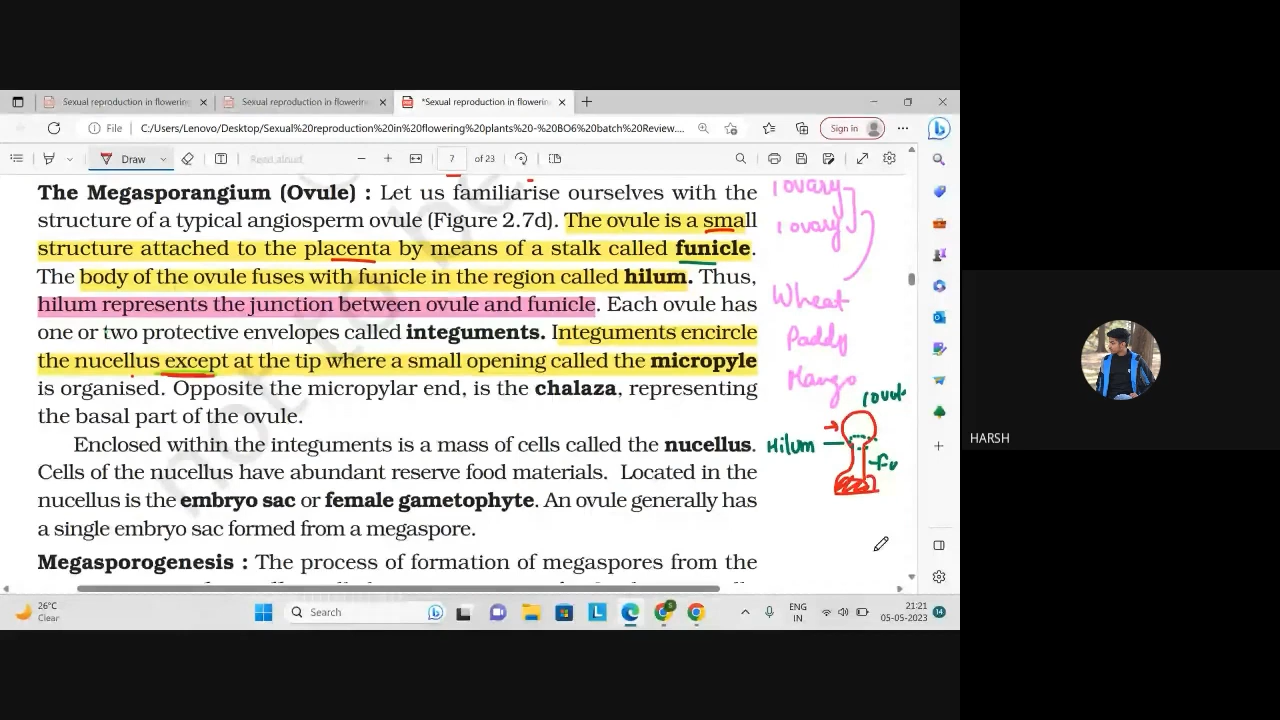 Sexual reproduction in flowering
Sexual reproduction in flowerin
*Sexual reproduction in flowerin
File
C:/Users/Lenovo/Desktop/Sexual%20reproduction%20in%20flowering%20plants%20-%20BO6%20batch%20Review....
Sign in
Draw
Read aloud
7
of 23
The Megasporangium (Ovule) : Let us familiarise ourselves with the
structure of a typical angiosperm ovule (Figure 2.7d). The ovule is a small
structure attached to the placenta by means of a stalk called funicle.
The body of the ovule fuses with funicle in the region called hilum. Thus,
hilum represents the junction between ovule and funicle. Each ovule has
one or two protective envelopes called integuments. Integuments encircle
the nucellus except at the tip where a small opening called the micropyle
is organised. Opposite the micropylar end, is the chalaza, representing
the basal part of the ovule.
Enclosed within the integuments is a mass of cells called the nucellus.
Cells of the nucellus have abundant reserve food materials. Located in the
nucellus is the embryo sac or female gametophyte. An ovule generally has
a single embryo sac formed from a megaspore.
Megasporogenesis : The process of formation of megaspores from the
1 ovary
1 ovary
Wheat
Paddy
Mango
Hilum
Fu
not to be
HARSH
26°C
Clear
Search
ENG
IN
21:21
05-05-2023
14